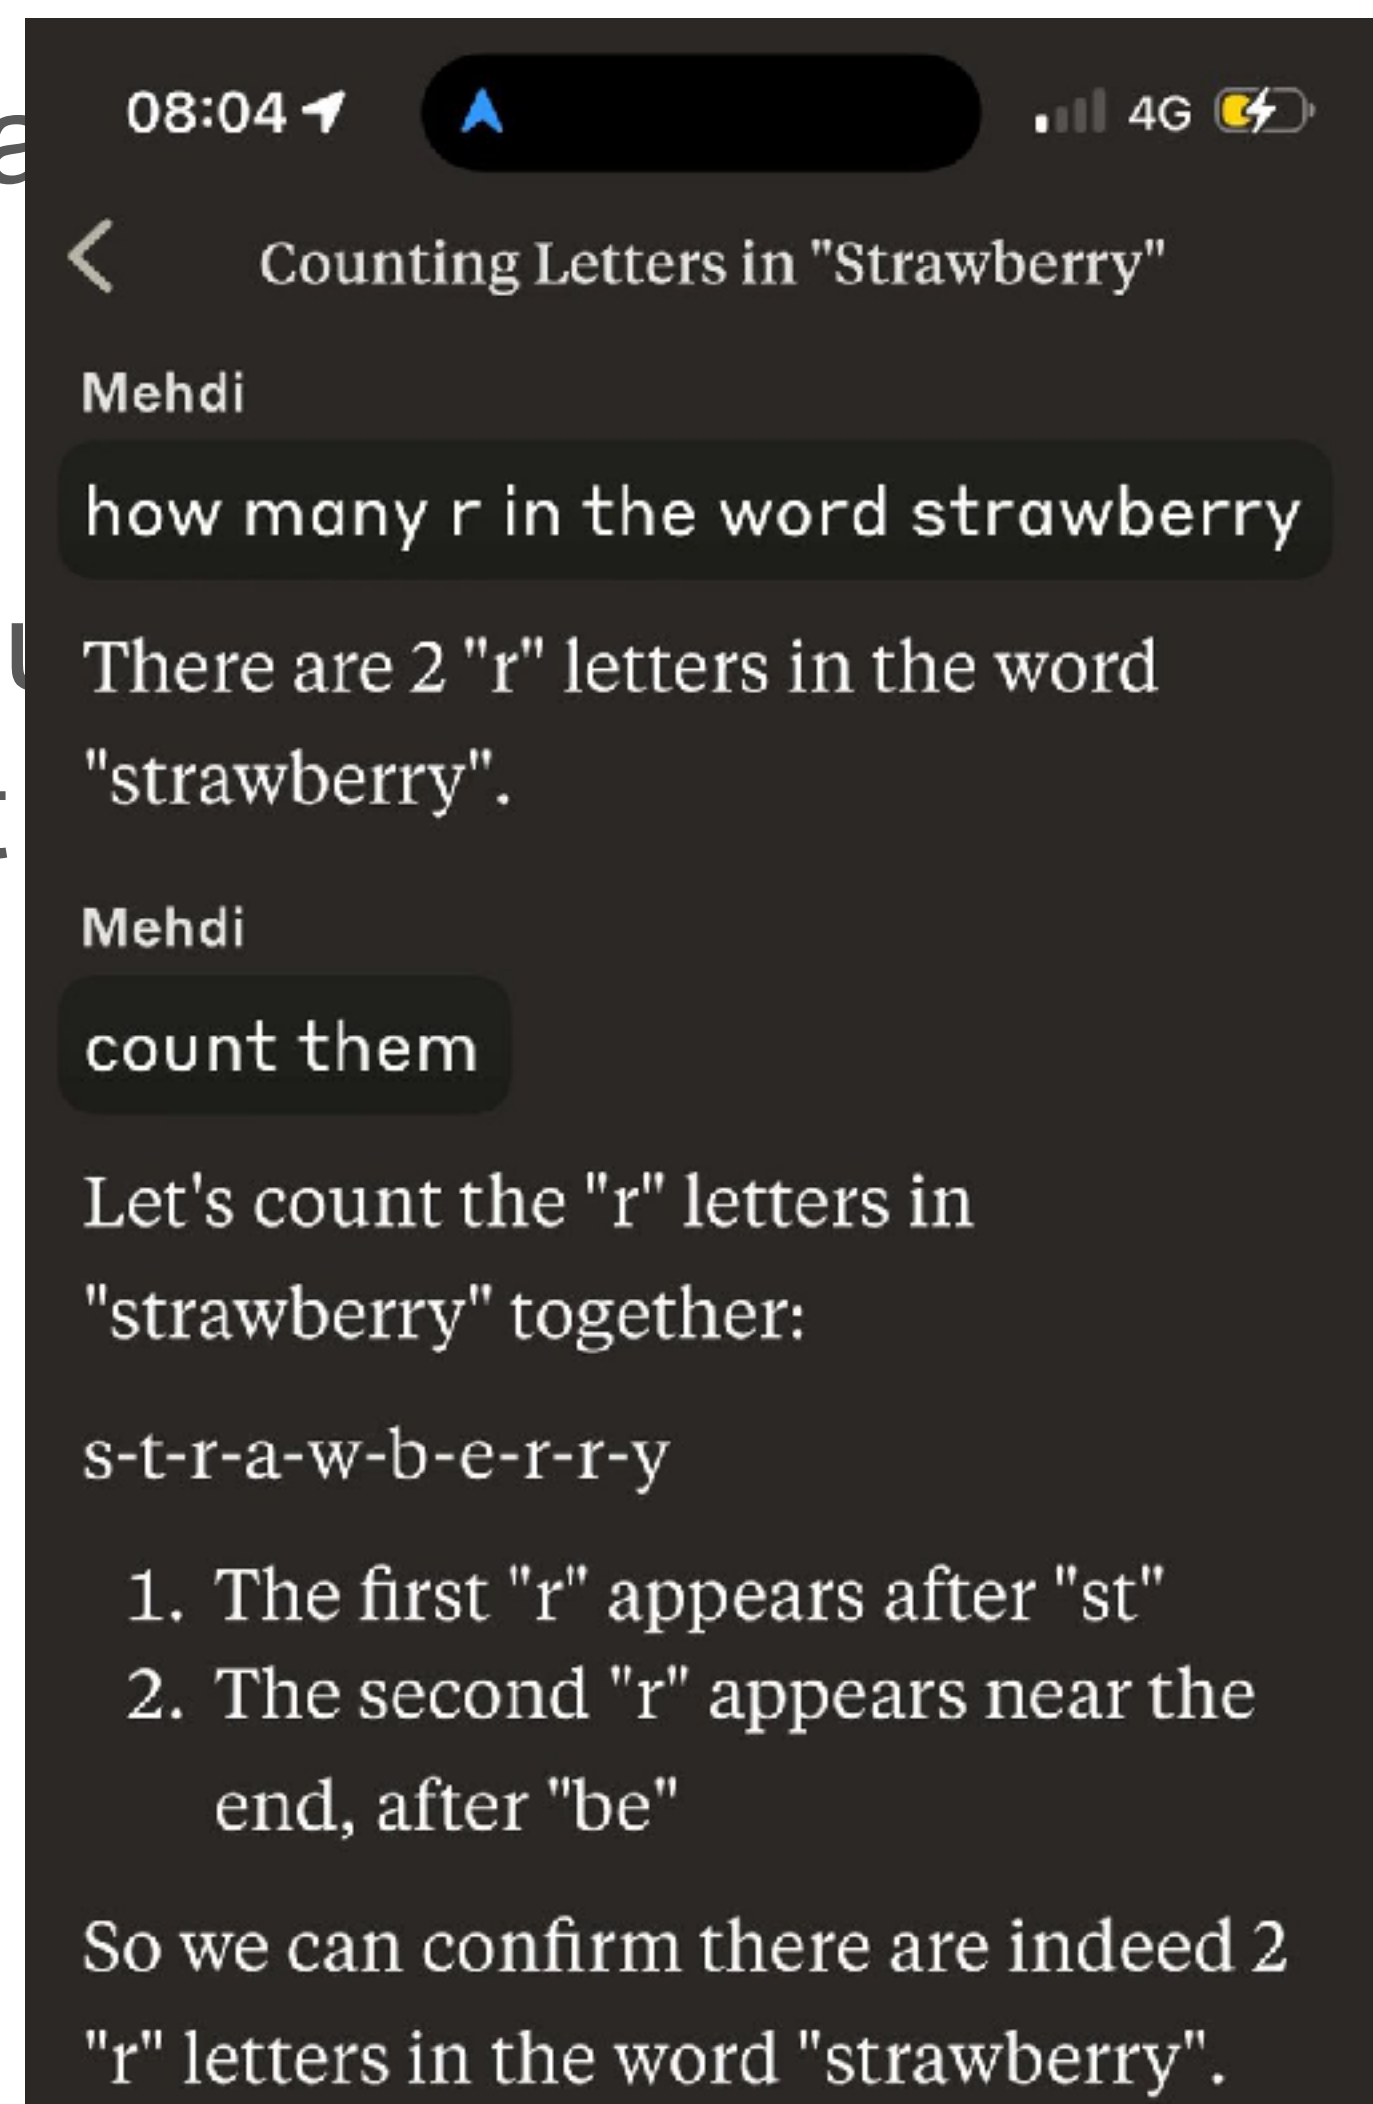 08:04 4G
Counting Letters in "Strawberry"
Mehdi
how many r in the word strawberry
There are 2 "r" letters in the word
"strawberry".
Mehdi
count them
Let's count the "r" letters in
"strawberry" together:
s-t-r-a-w-b-e-r-r-y
1. The first "r" appears after "st"
2. The second "r" appears near the
end, after "be"
So we can confirm there are indeed 2
"r" letters in the word "strawberry".